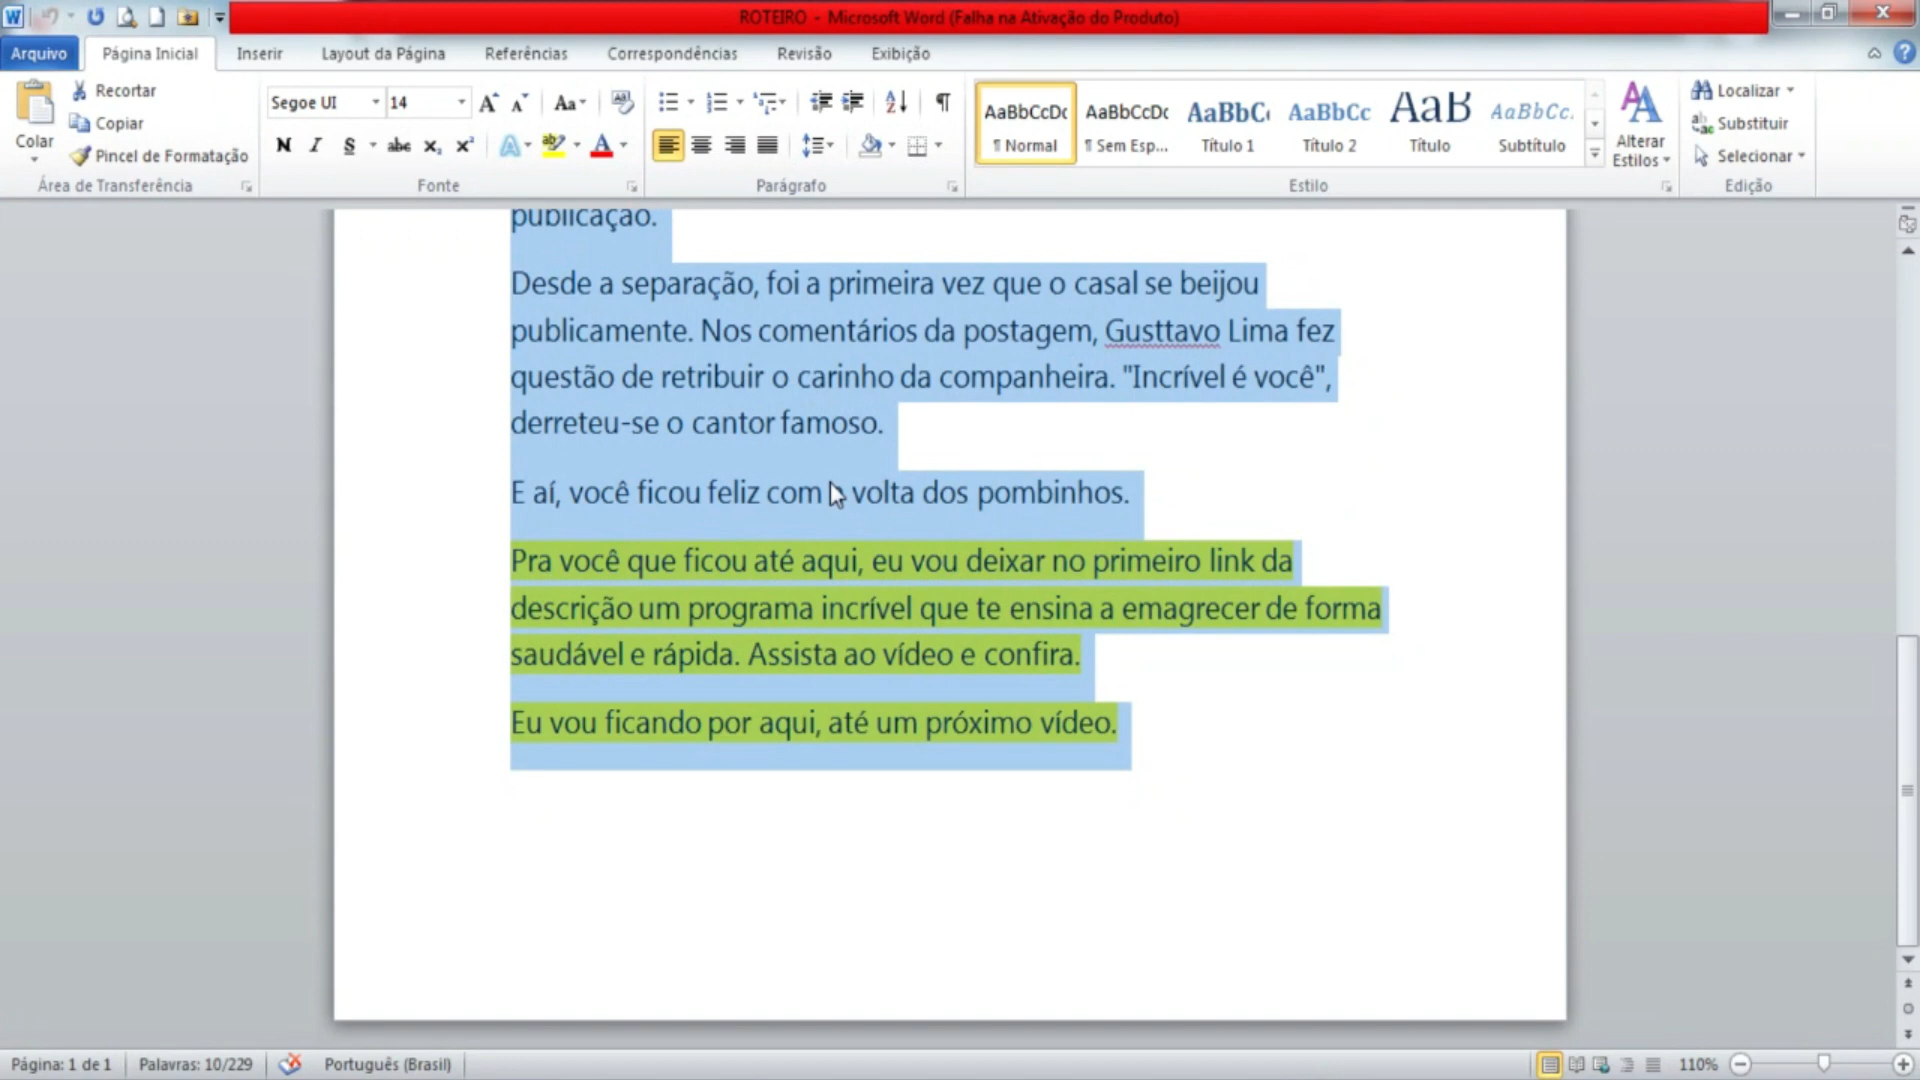 ROTEIRO - Microsoft Word (Falha na Ativação do Produto)
Arquivo Página Inicial Inserir Layout da Página Referências Correspondências Revisão Exibição
Recortar
Copiar
Pincel de Formatação
Colar
Área de Transferência
Segoe UI 14
N I S abc x₂ x²
Fonte
Parágrafo
AaBbCcDc AaBbCcDc AaBbC AaBbCc AaB AaBbCc.
¶ Normal ¶ Sem Esp... Título 1 Título 2 Título Subtítulo
Alterar
Estilos
Estilo
Localizar
Substituir
Selecionar
Edição
publicação.
Desde a separação, foi a primeira vez que o casal se beijou
publicamente. Nos comentários da postagem, Gusttavo Lima fez
questão de retribuir o carinho da companheira. "Incrível é você",
derreteu-se o cantor famoso.
E aí, você ficou feliz com volta dos pombinhos.
Pra você que ficou até aqui, eu vou deixar no primeiro link da
descrição um programa incrível que te ensina a emagrecer de forma
saudável e rápida. Assista ao vídeo e confira.
Eu vou ficando por aqui, até um próximo vídeo.
Página: 1 de 1 Palavras: 10/229 Português (Brasil) 110%